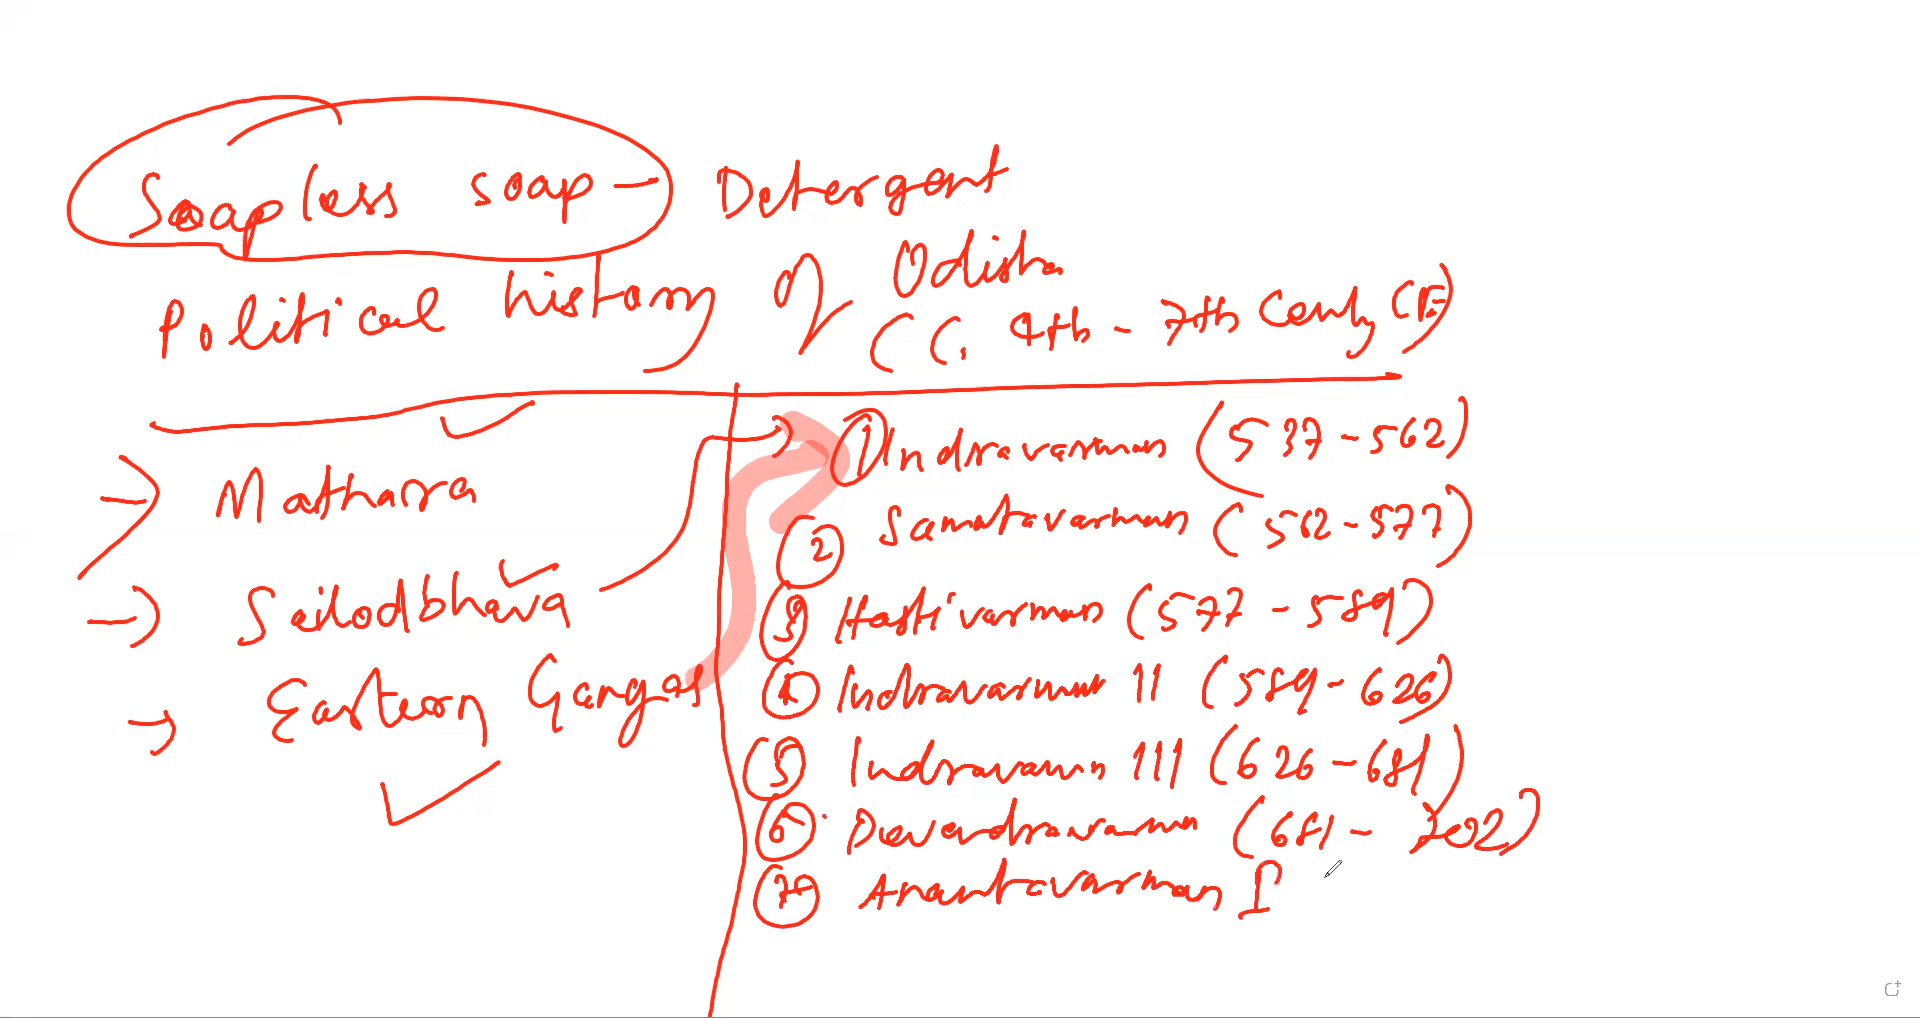 Soapless soap - Detergent
Political history of Odisha
(C. 4th - 7th Century CE)
→ Mathara
→ Sailodbhava
→ Eastern Gangas
① Indravarman (537-562)
② Samatavarman (562-577)
③ Hastivarman (577-589)
④ Indravarman II (589-626)
⑤ Indravarman III (626-681)
⑥ Devendravarman (681-702)
⑦ Anantavarman I